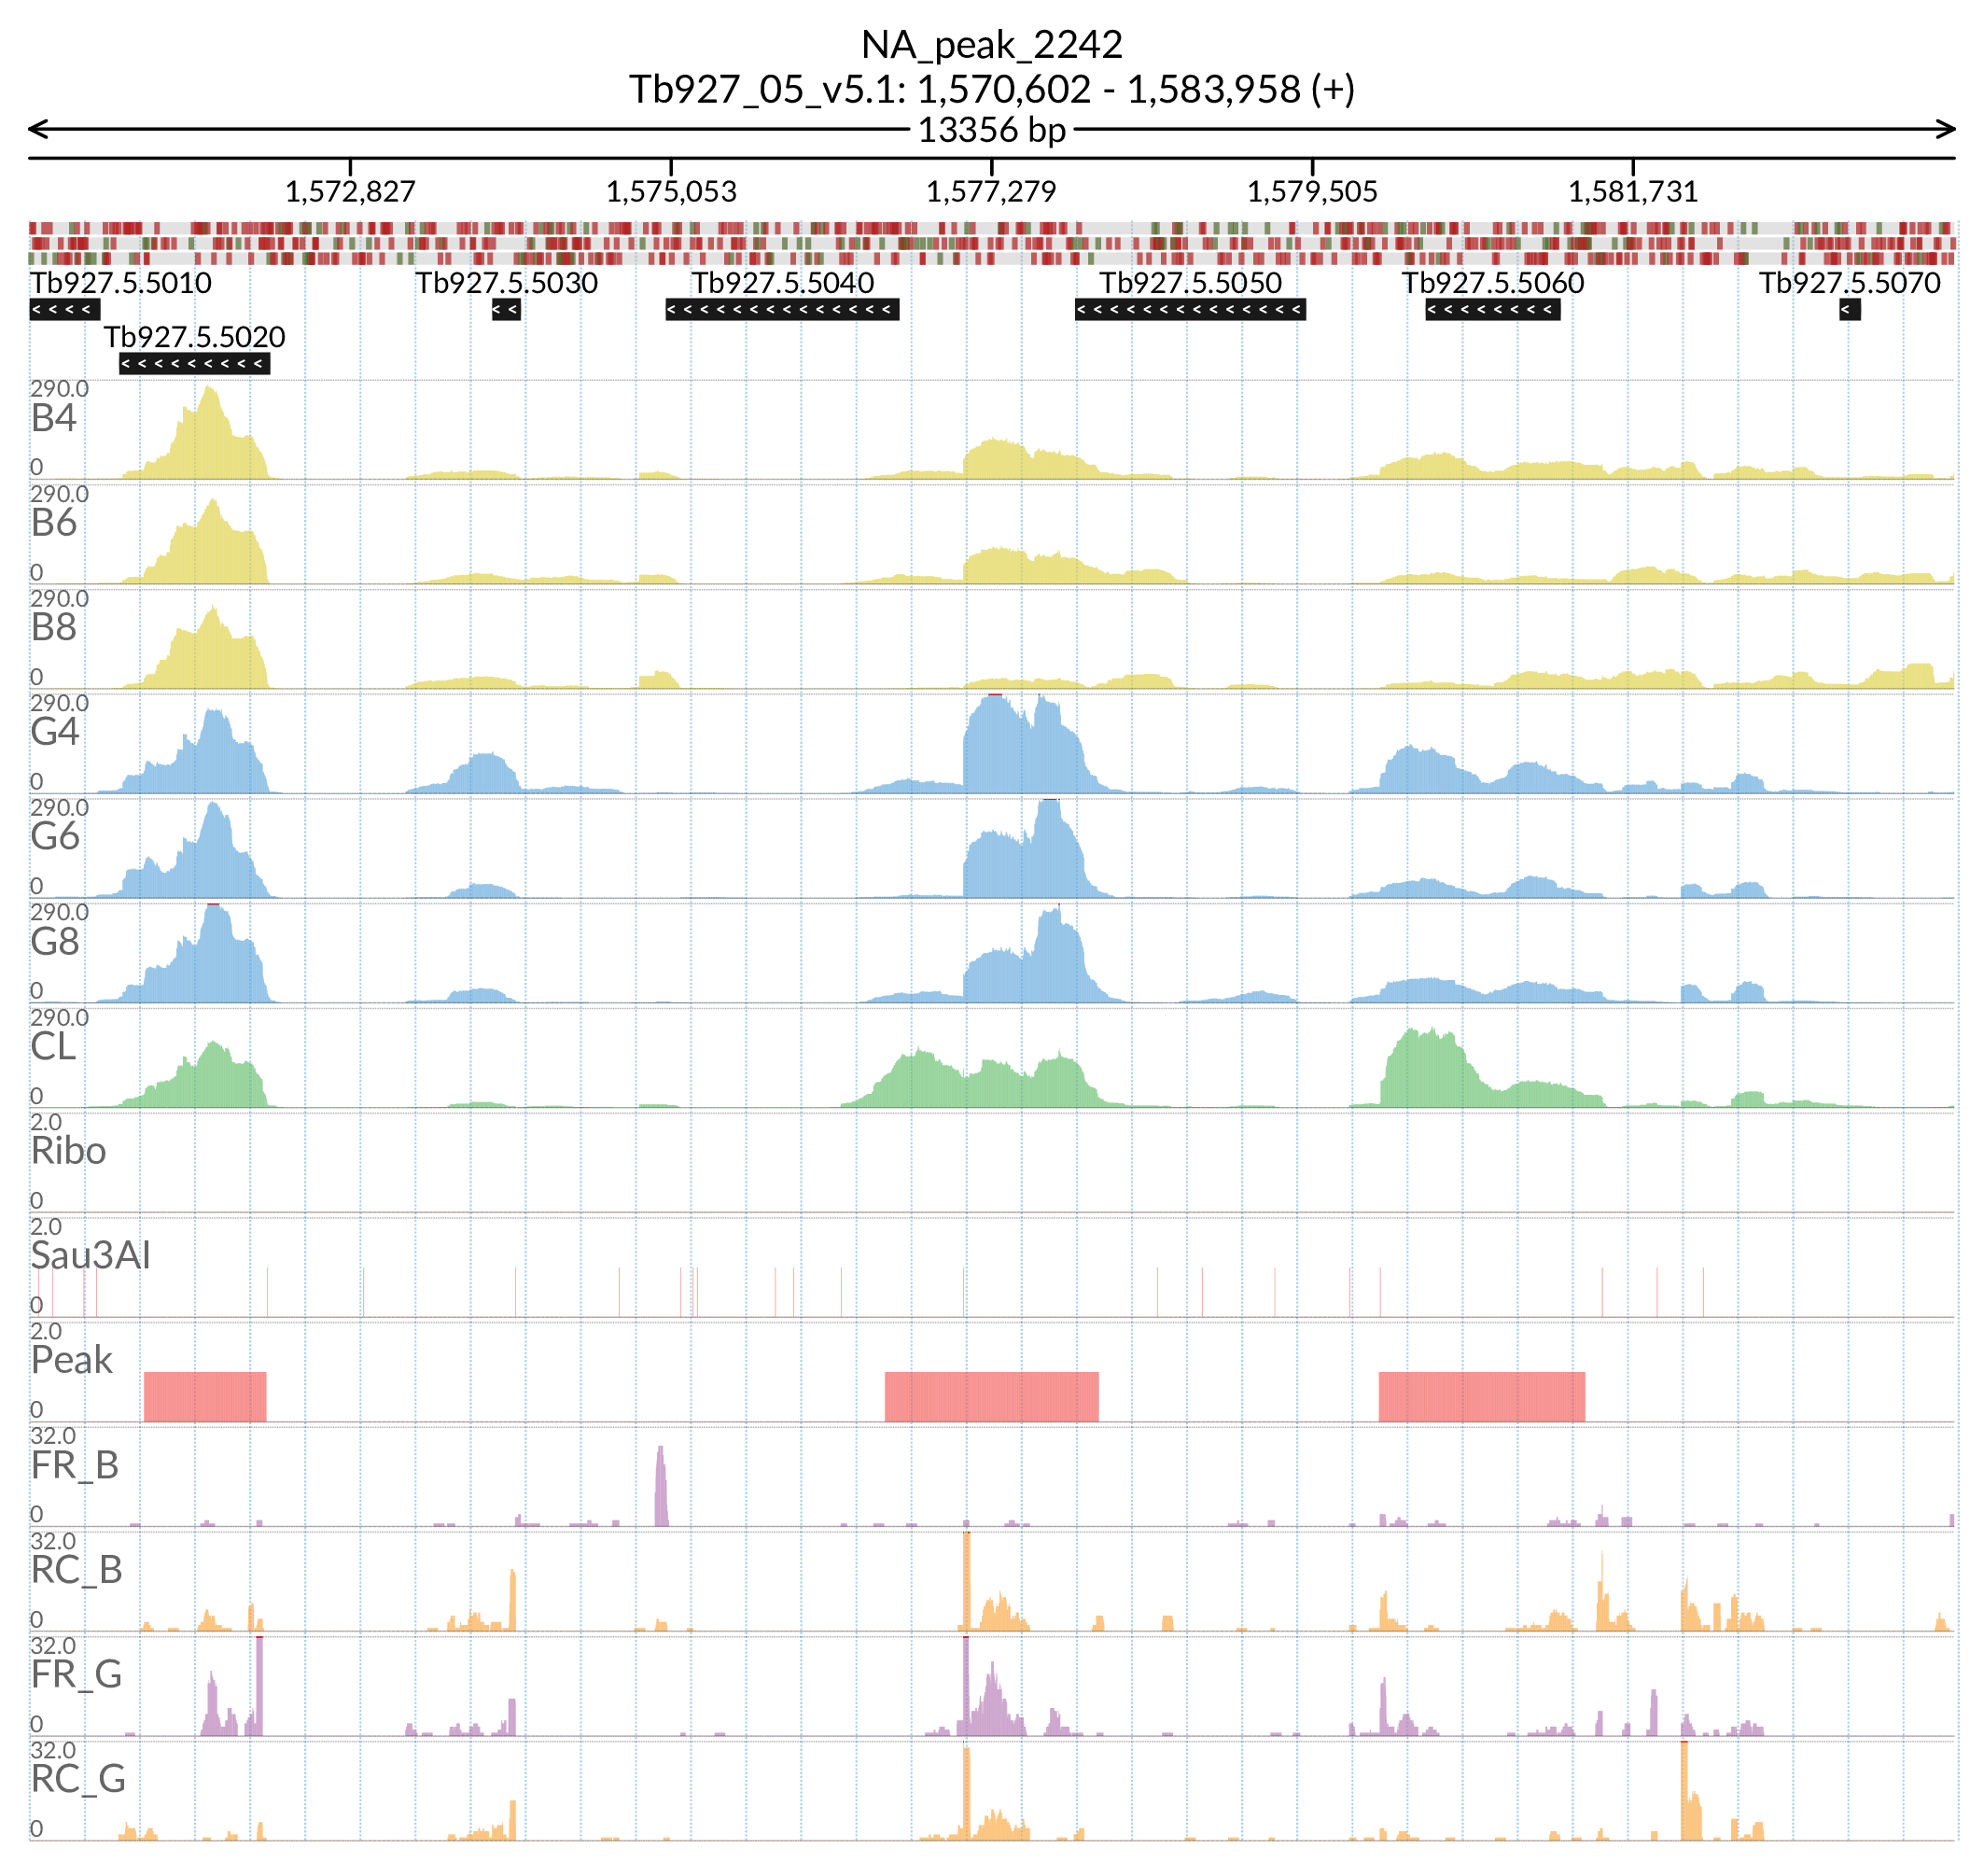 NA_peak_2242
Tb927_05_v5.1: 1,570,602 - 1,583,958 (+)
13356 bp
1,572,827 1,575,053 1,577,279 1,579,505 1,581,731
Tb927.5.5010 Tb927.5.5030 Tb927.5.5040 Tb927.5.5050 Tb927.5.5060 Tb927.5.5070
Tb927.5.5020
290.0
B4
0
290.0
B6
0
290.0
B8
0
290.0
G4
0
290.0
G6
0
290.0
G8
0
290.0
CL
0
2.0
Ribo
0
2.0
Sau3AI
0
2.0
Peak
0
32.0
FR_B
0
32.0
RC_B
0
32.0
FR_G
0
32.0
RC_G
0